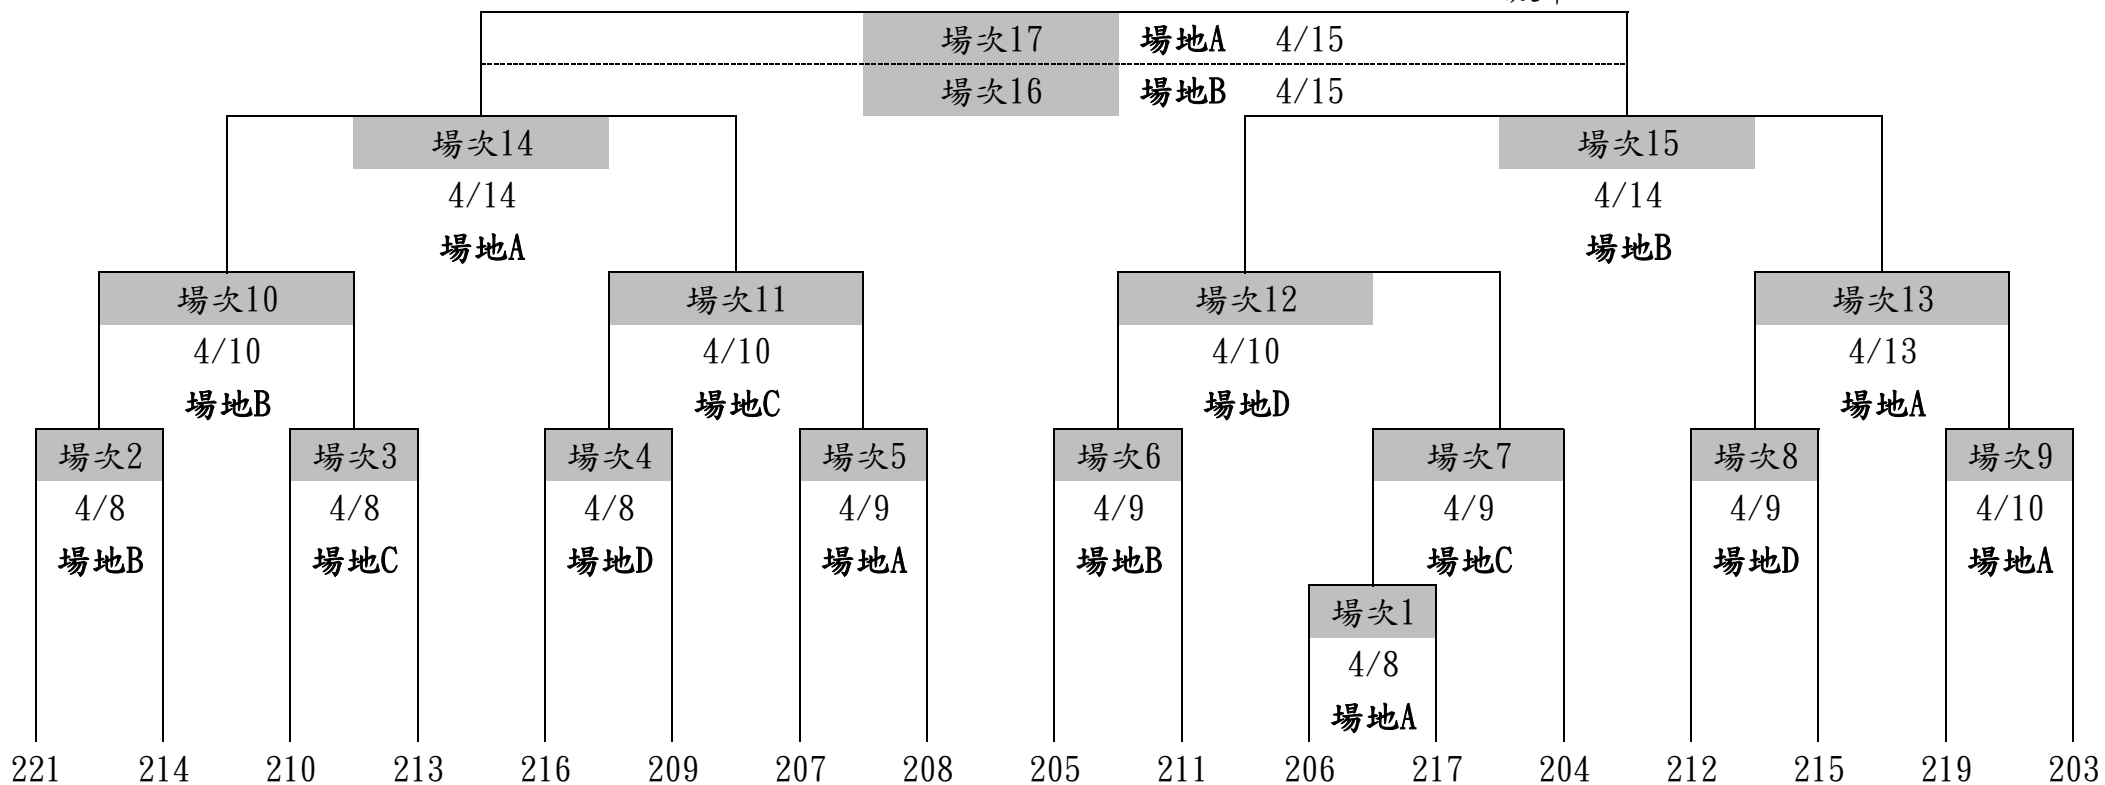 場次17 場地A 4/15
場次16 場地B 4/15
場次14 場次15
4/14 4/14
場地A 場地B
場次10 場次11 場次12 場次13
4/10 4/10 4/10 4/13
場地B 場地C 場地D 場地A
場次2 場次3 場次4 場次5 場次6 場次7 場次8 場次9
4/8 4/8 4/8 4/9 4/9 4/9 4/9 4/10
場地B 場地C 場地D 場地A 場地B 場地C 場地D 場地A
場次1
4/8
場地A
221 214 210 213 216 209 207 208 205 211 206 217 204 212 215 219 203